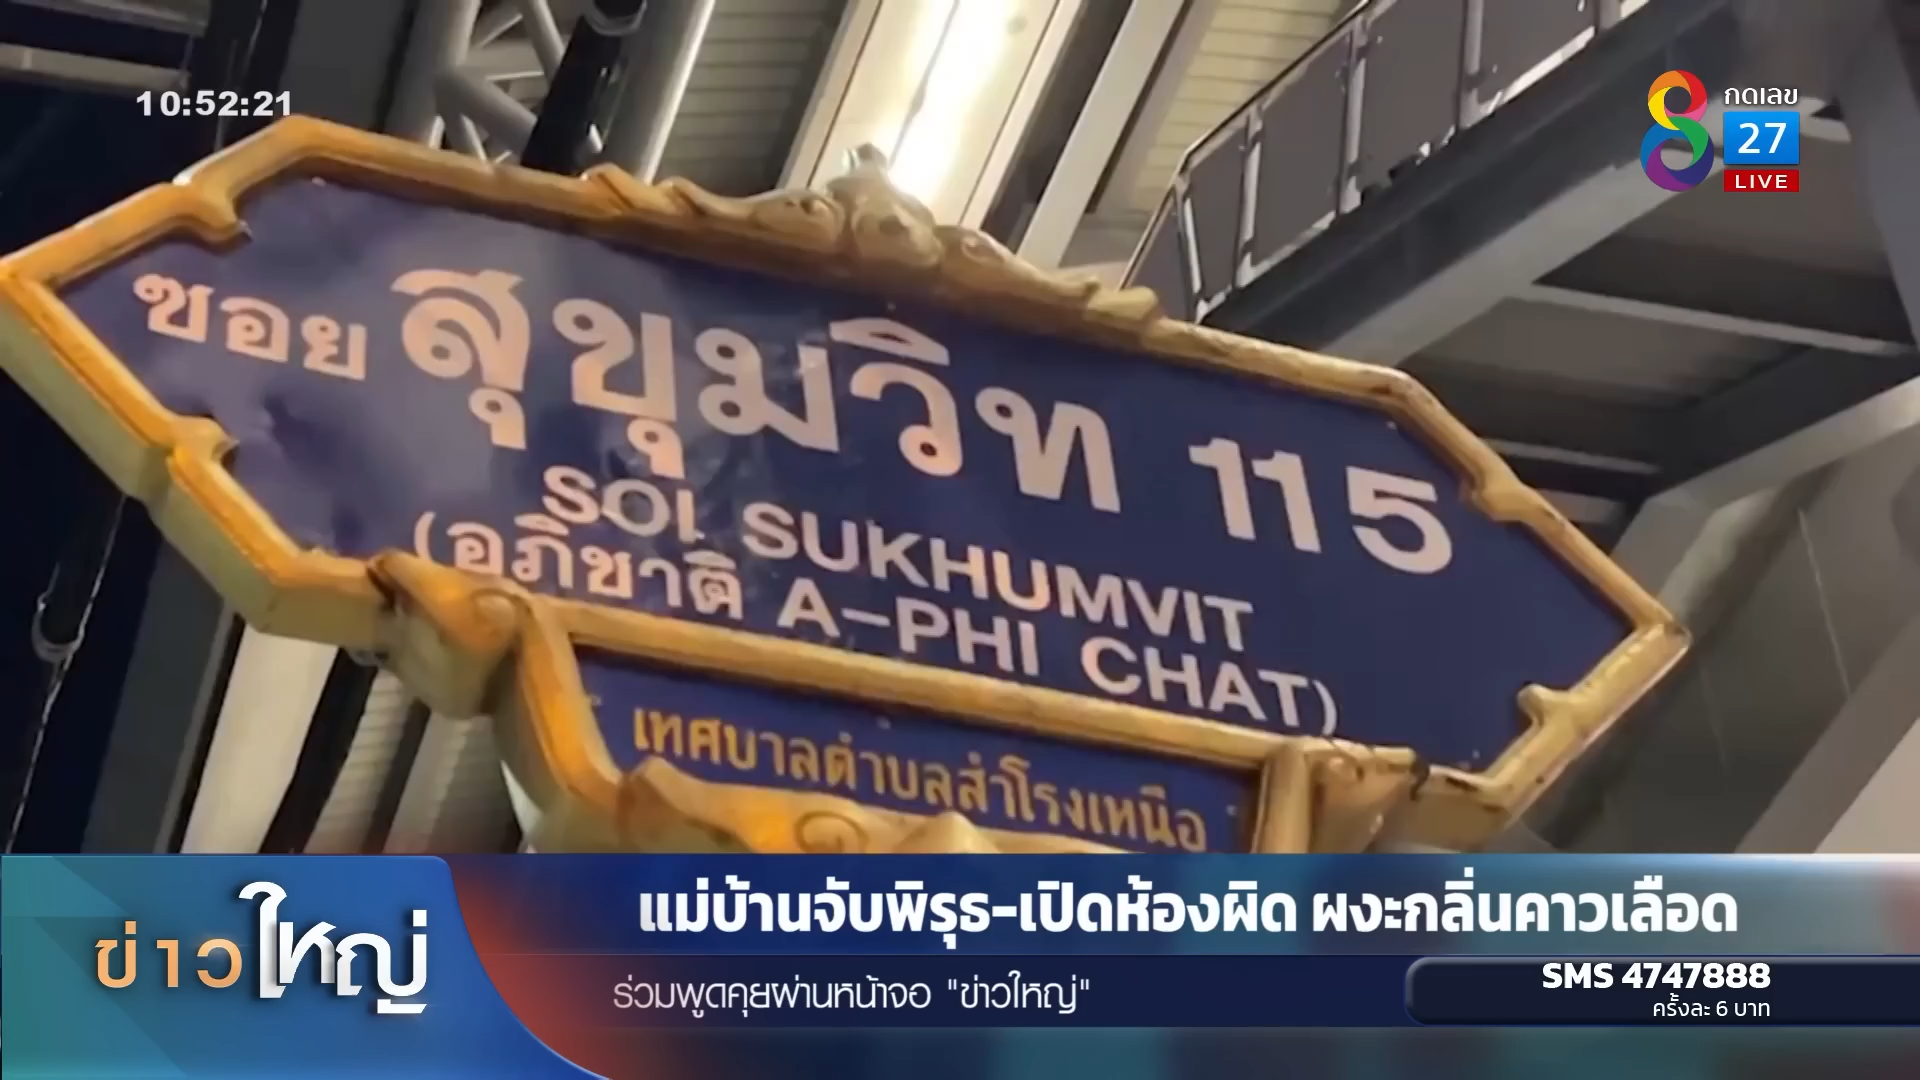 10:52:21
กดเลข
27
LIVE
ซอย สุขุมวิท 115
SOI SUKHUMVIT
(อภิชาติ A-PHI CHAT)
เทศบาลตำบลสำโรงเหนือ
ข่าวใหญ่
แม่บ้านจับพิรุธ-เปิดห้องผิด ผงะกลิ่นคาวเลือด
ร่วมพูดคุยผ่านหน้าจอ "ข่าวใหญ่"
SMS 4747888
ครั้งละ 6 บาท